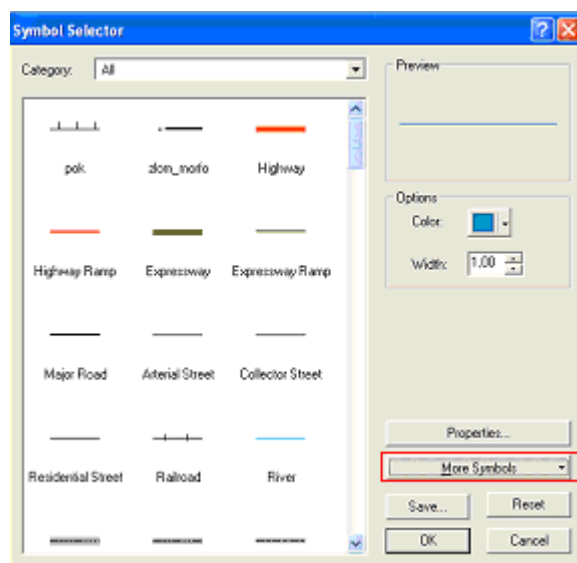 Symbol Selector
Category: All
Preview
pok
zlom_morfo
Highway
Options
Color:
Width: 1,00
Highway Ramp
Expressway
Expressway Ramp
Major Road
Arterial Street
Collector Street
Residential Street
Railroad
River
Properties...
More Symbols
Save...
Reset
OK
Cancel